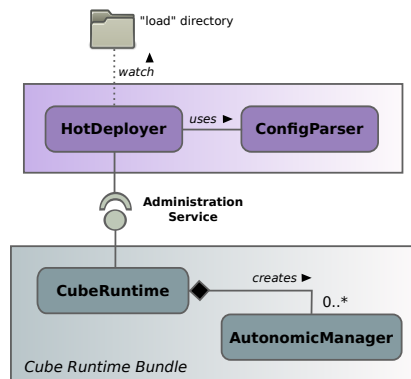 "load" directory
watch
HotDeployer
uses
ConfigParser
Administration
Service
CubeRuntime
creates
0..*
AutonomicManager
Cube Runtime Bundle